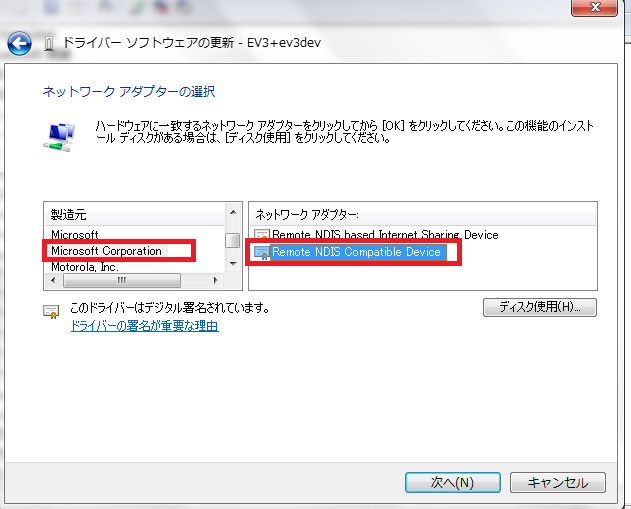 ドライバー ソフトウェアの更新 - EV3+ev3dev
ネットワーク アダプターの選択
ハードウェアに一致するネットワーク アダプターをクリックしてから [OK] をクリックしてください。この機能のインスト
ール ディスクがある場合は、[ディスク使用] をクリックしてください。
製造元
Microsoft
Microsoft Corporation
Motorola, Inc.
ネットワーク アダプター:
Remote NDIS based Internet Sharing Device
Remote NDIS Compatible Device
このドライバーはデジタル署名されています。
ドライバーの署名が重要な理由
ディスク使用(H)...
次へ(N)
キャンセル